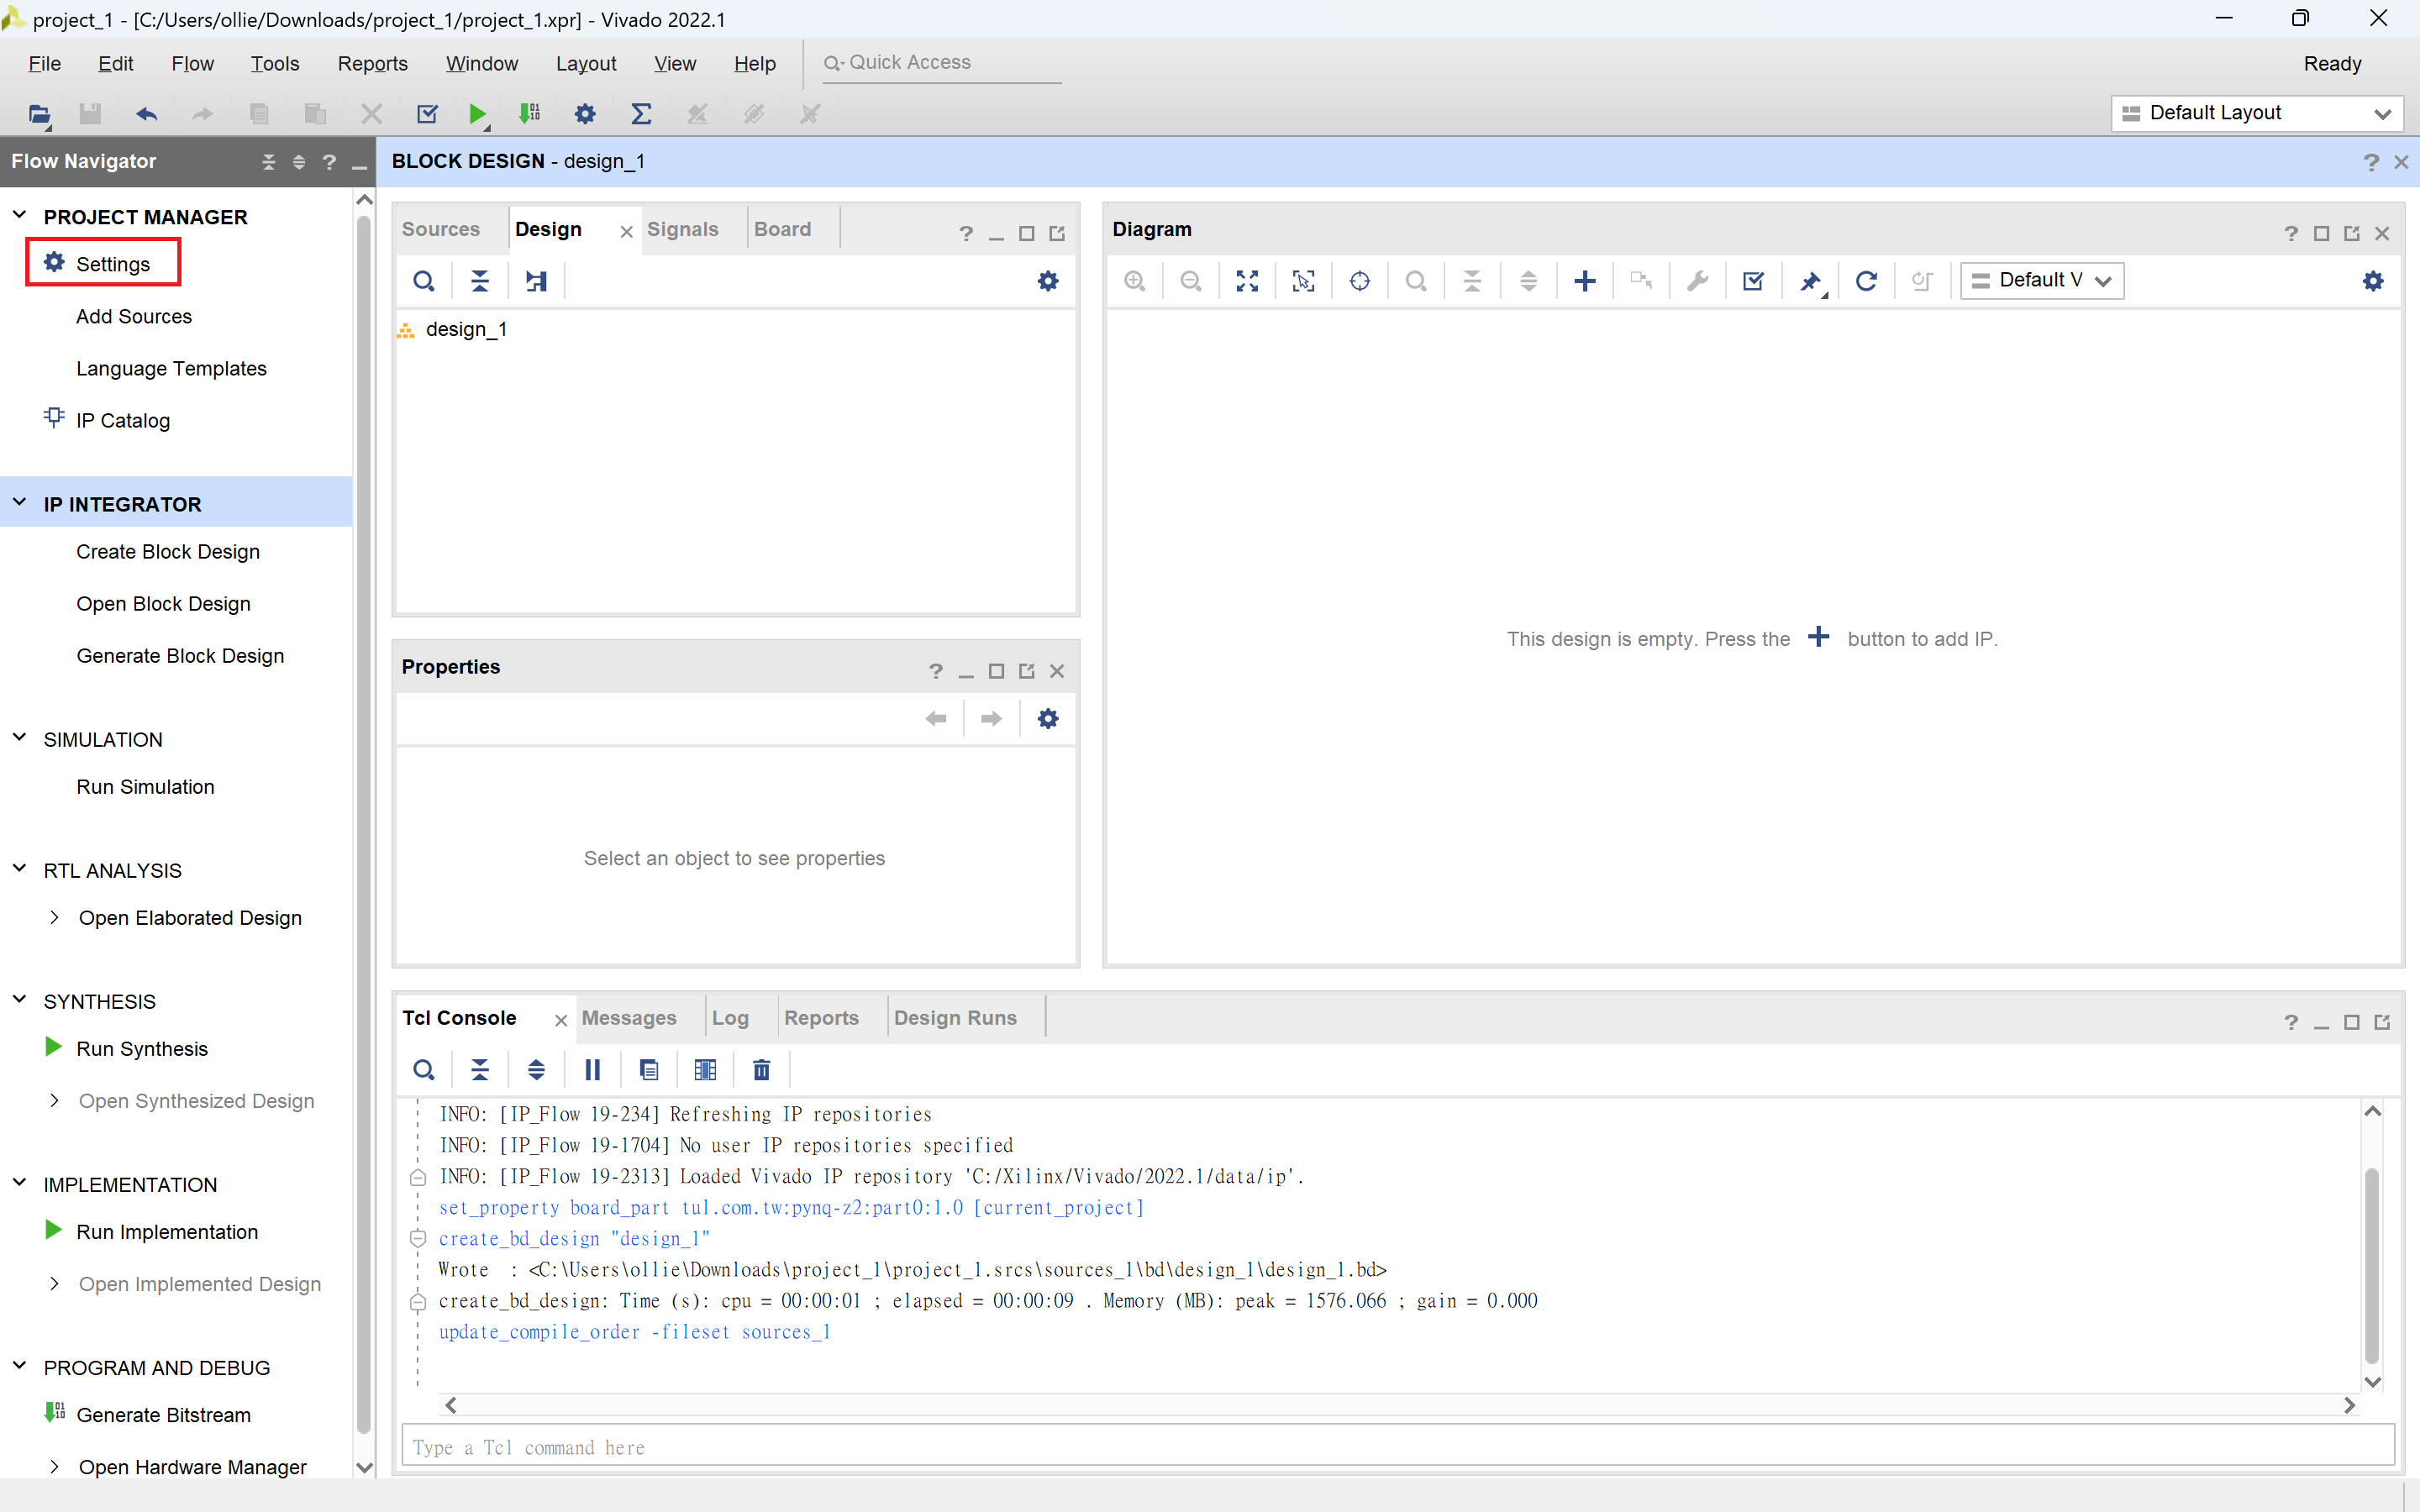 project_1 - [C:/Users/ollie/Downloads/project_1/project_1.xpr] - Vivado 2022.1
File Edit Flow Tools Reports Window Layout View Help Quick Access Ready
Default Layout
Flow Navigator
BLOCK DESIGN - design_1
PROJECT MANAGER
Settings
Add Sources
Language Templates
IP Catalog
IP INTEGRATOR
Create Block Design
Open Block Design
Generate Block Design
SIMULATION
Run Simulation
RTL ANALYSIS
Open Elaborated Design
SYNTHESIS
Run Synthesis
Open Synthesized Design
IMPLEMENTATION
Run Implementation
Open Implemented Design
PROGRAM AND DEBUG
Generate Bitstream
Open Hardware Manager
Sources Design Signals Board
design_1
Properties
Select an object to see properties
Diagram
Default V
This design is empty. Press the + button to add IP.
Tcl Console Messages Log Reports Design Runs
INFO: [IP_Flow 19-234] Refreshing IP repositories
INFO: [IP_Flow 19-1704] No user IP repositories specified
INFO: [IP_Flow 19-2313] Loaded Vivado IP repository 'C:/Xilinx/Vivado/2022.1/data/ip'.
set_property board_part tul.com.tw:pynq-z2:part0:1.0 [current_project]
create_bd_design "design_1"
Wrote  : <C:\Users\ollie\Downloads\project_1\project_1.srcs\sources_1\bd\design_1\design_1.bd>
create_bd_design: Time (s): cpu = 00:00:01 ; elapsed = 00:00:09 . Memory (MB): peak = 1576.066 ; gain = 0.000
update_compile_order -fileset sources_1
Type a Tcl command here